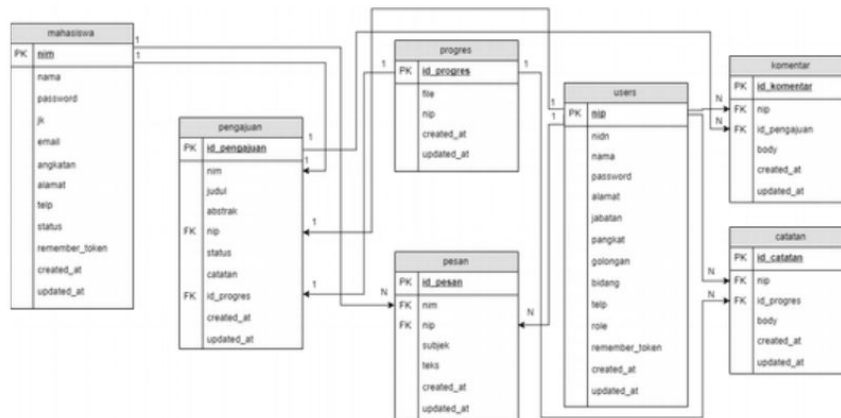 mahasiswa
PK nim
nama
password
jk
email
angkatan
alamat
telp
status
remember_token
created_at
updated_at
1
1
pengajuan
PK id_pengajuan
nim
judul
abstrak
FK nip
status
catatan
FK id_progres
created_at
updated_at
1
1
1
1
progres
PK id_progres
file
nip
created_at
updated_at
1
1
pesan
PK id_pesan
FK nim
FK nip
subjek
teks
created_at
updated_at
N
N
users
PK nip
nidn
nama
password
alamat
jabatan
pangkat
golongan
bidang
telp
role
remember_token
created_at
updated_at
1
1
komentar
PK id_komentar
FK nip
FK id_pengajuan
body
created_at
updated_at
N
N
catatan
PK id_catatan
FK nip
FK id_progres
body
created_at
updated_at
N
N